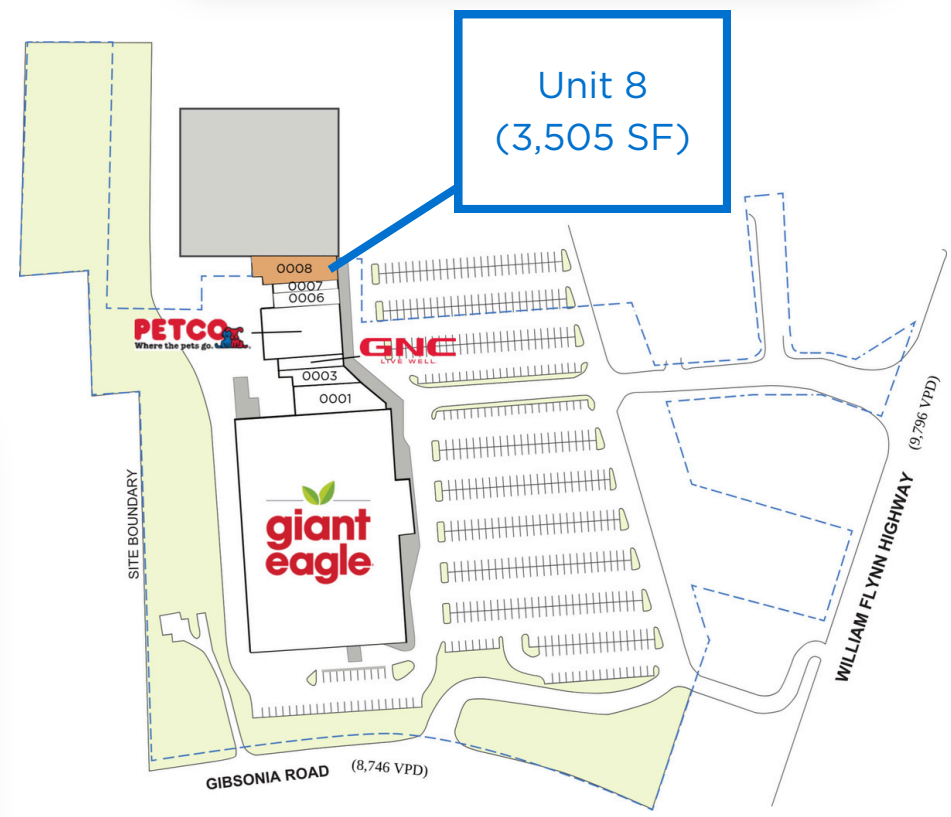 Unit 8
(3,505 SF)
0008
0007
0006
PETCO
Where the pets go.
GNC
LIVE WELL.
0003
0001
giant
eagle
SITE BOUNDARY
WILLIAM FLYNN HIGHWAY (9,796 VPD)
GIBSONIA ROAD (8,746 VPD)